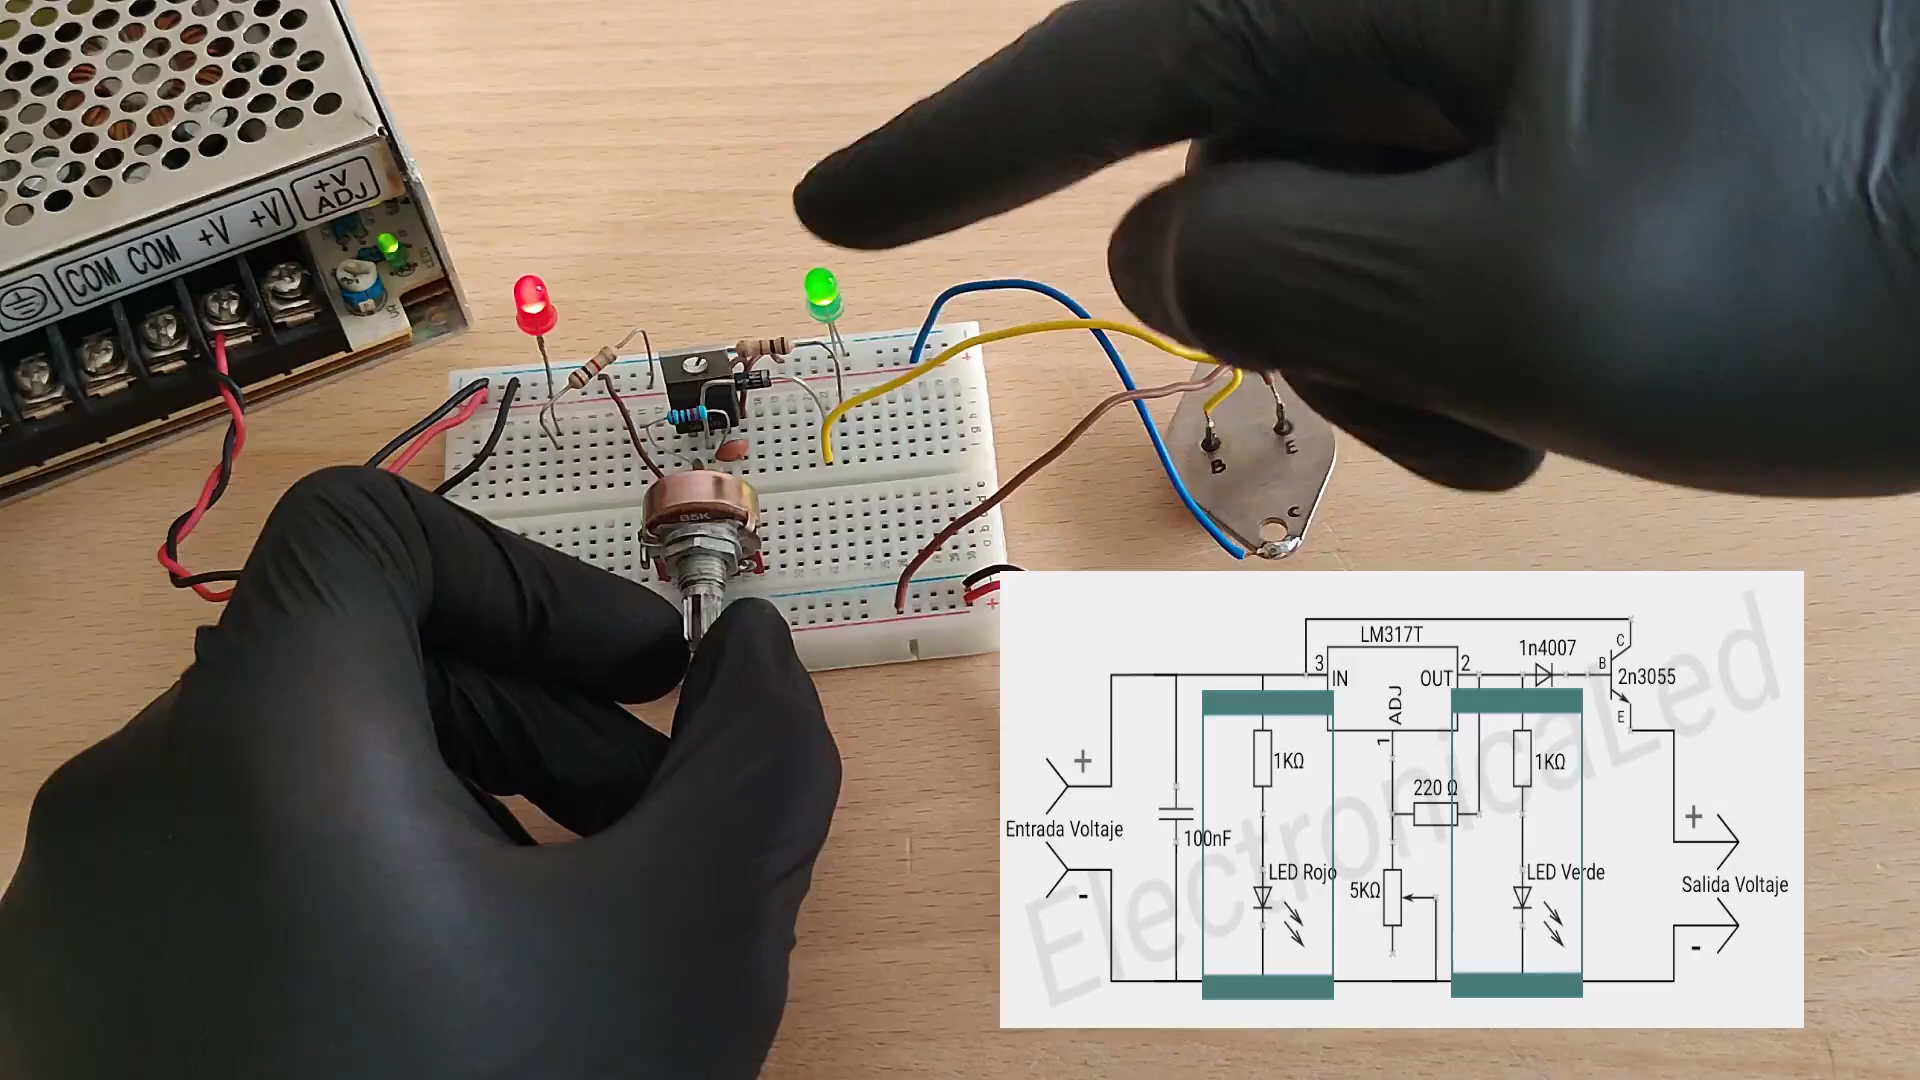 +V
ADJ
COM COM +V +V
B5K
B
E
C
+
-
+
ElectronicaLed
LM317T
1n4007
C
3
IN
OUT
2
B
2n3055
ADJ
E
1
+
1KΩ
220 Ω
1KΩ
+
Entrada Voltaje
100nF
-
LED Rojo
5KΩ
LED Verde
Salida Voltaje
-